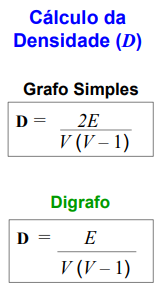 Cálculo da
Densidade (D)
Grafo Simples
D = 2E
V (V – 1)
Digrafo
D = E
V (V – 1)